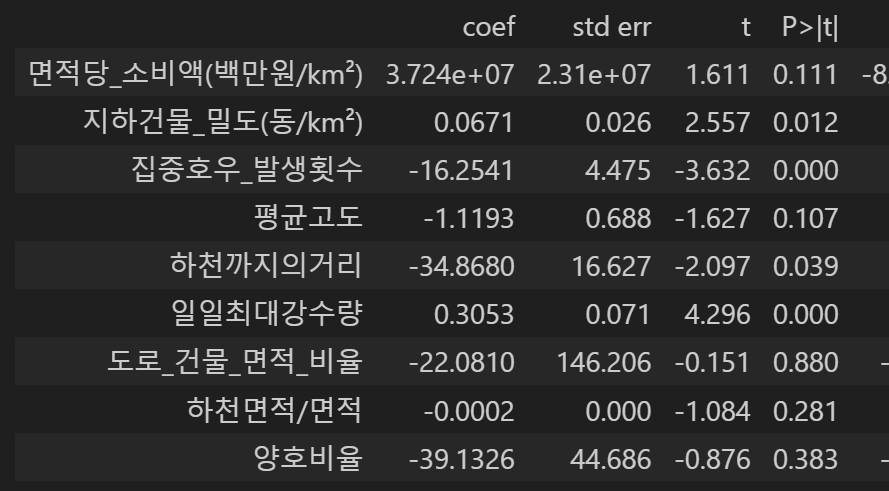 coef std err t P>|t|
면적당_소비액(백만원/km²) 3.724e+07 2.31e+07 1.611 0.111 -8
지하건물_밀도(동/km²) 0.0671 0.026 2.557 0.012
집중호우_발생횟수 -16.2541 4.475 -3.632 0.000
평균고도 -1.1193 0.688 -1.627 0.107
하천까지의거리 -34.8680 16.627 -2.097 0.039
일일최대강수량 0.3053 0.071 4.296 0.000
도로_건물_면적_비율 -22.0810 146.206 -0.151 0.880 -
하천면적/면적 -0.0002 0.000 -1.084 0.281
양호비율 -39.1326 44.686 -0.876 0.383 -